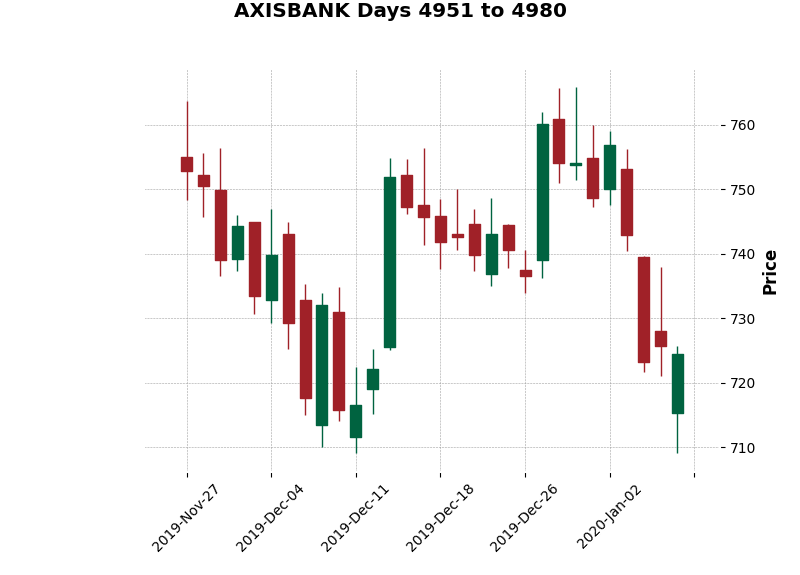 AXISBANK Days 4951 to 4980
760
750
740
730
720
710
Price
2019-Nov-27
2019-Dec-04
2019-Dec-11
2019-Dec-18
2019-Dec-26
2020-Jan-02